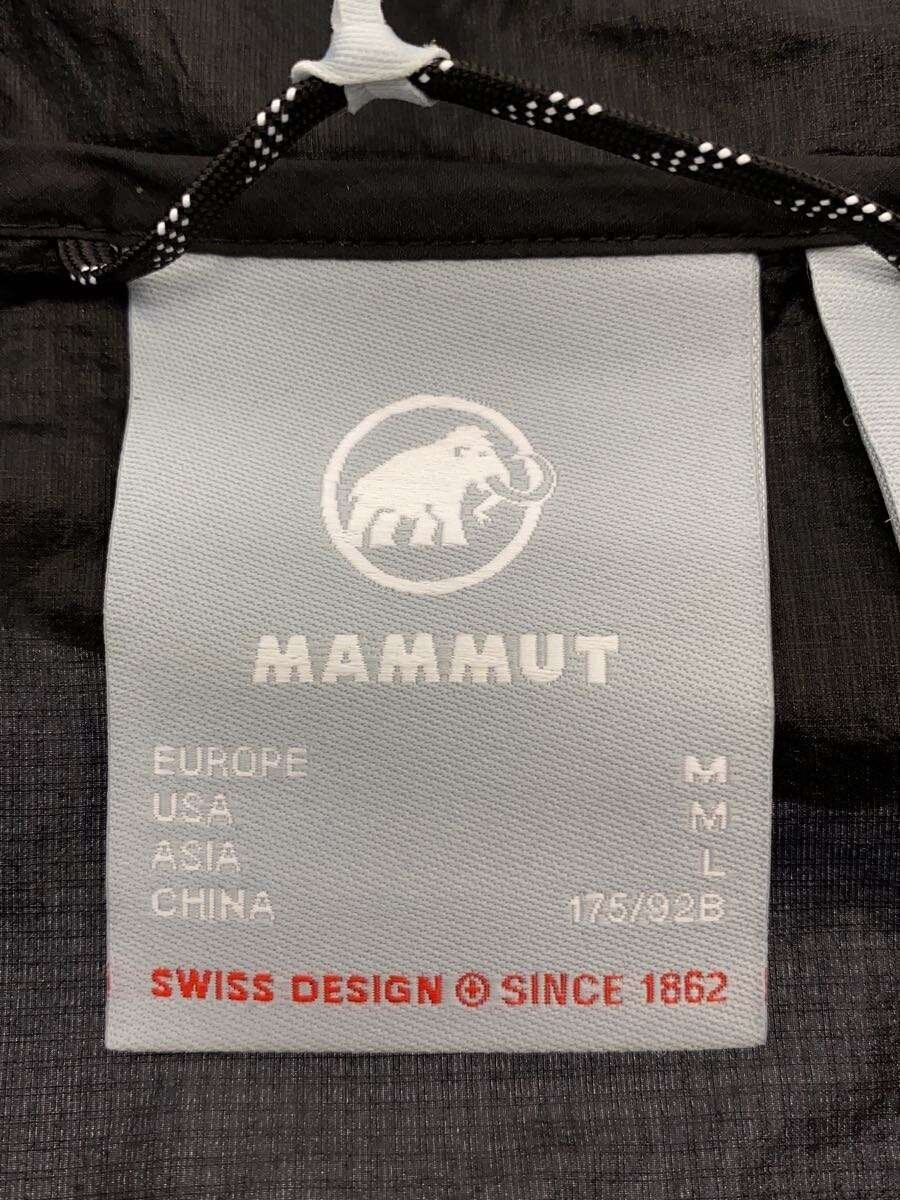 MAMMUT
EUROPE M
USA M
ASIA L
CHINA 175/92B
SWISS DESIGN SINCE 1862